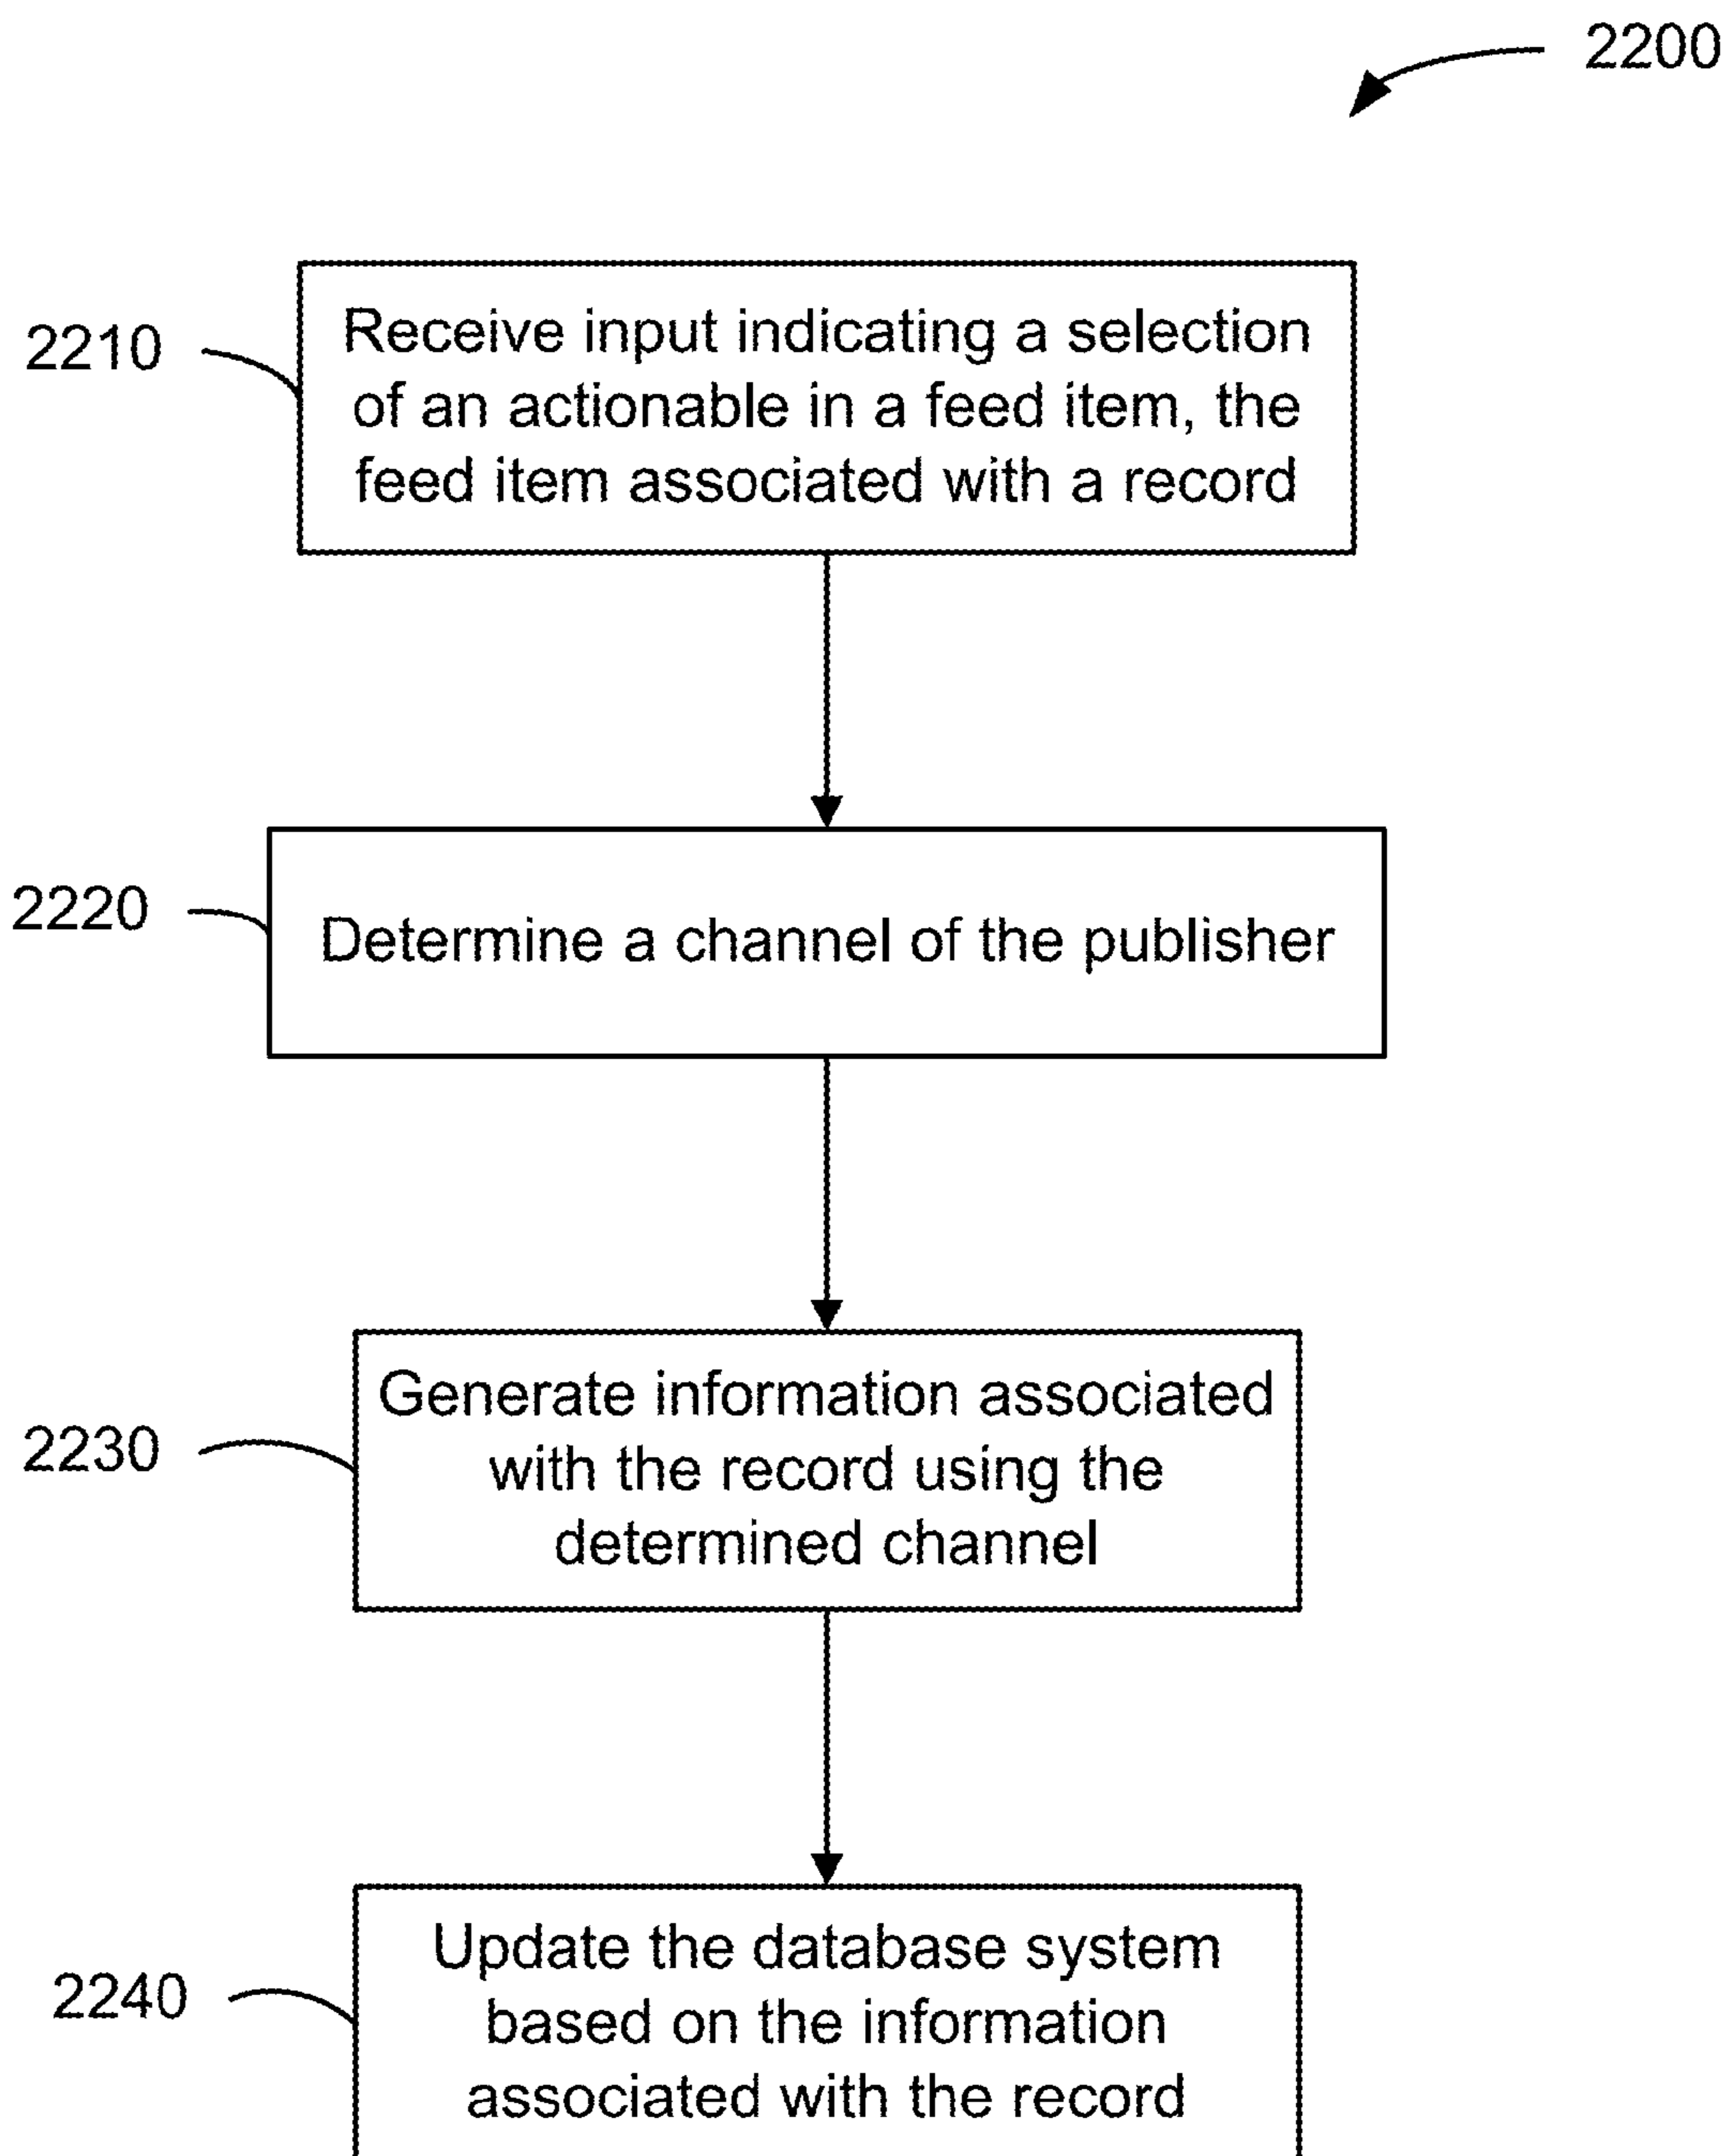 2200
2210
Receive input indicating a selection
of an actionable in a feed item, the
feed item associated with a record
2220
Determine a channel of the publisher
2230
Generate information associated
with the record using the
determined channel
2240
Update the database system
based on the information
associated with the record